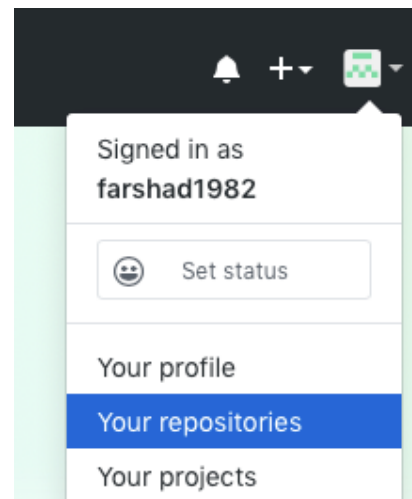 Signed in as
farshad1982
Set status
Your profile
Your repositories
Your projects